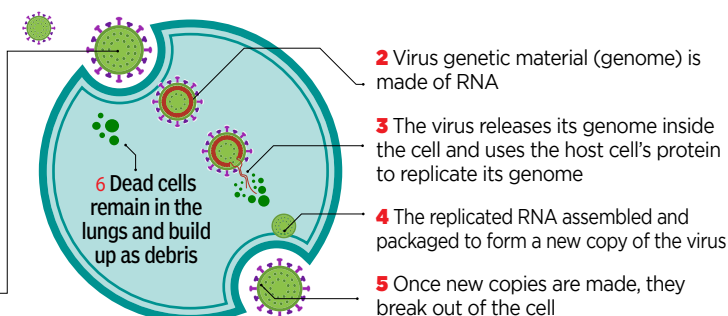 2 Virus genetic material (genome) is
made of RNA
3 The virus releases its genome inside
the cell and uses the host cell’s protein
to replicate its genome
4 The replicated RNA assembled and
packaged to form a new copy of the virus
5 Once new copies are made, they
break out of the cell
6 Dead cells
remain in the
lungs and build
up as debris